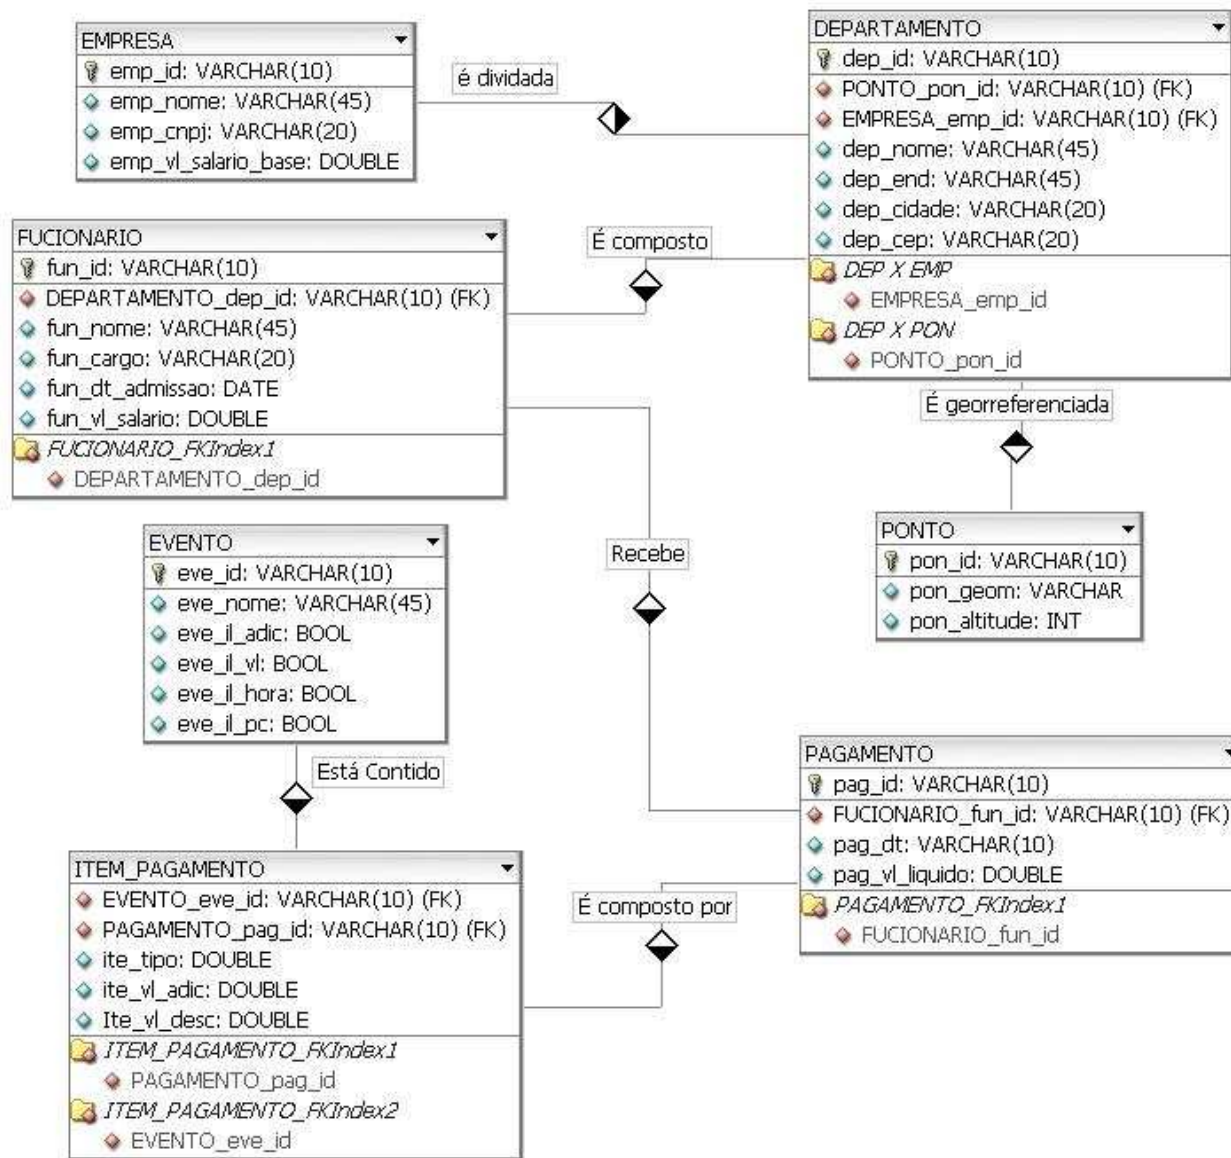 EMPRESA
emp_id: VARCHAR(10)
emp_nome: VARCHAR(45)
emp_cnpj: VARCHAR(20)
emp_vl_salario_base: DOUBLE
é dividada
DEPARTAMENTO
dep_id: VARCHAR(10)
PONTO_pon_id: VARCHAR(10) (FK)
EMPRESA_emp_id: VARCHAR(10) (FK)
dep_nome: VARCHAR(45)
dep_end: VARCHAR(45)
dep_cidade: VARCHAR(20)
dep_cep: VARCHAR(20)
DEP X EMP
EMPRESA_emp_id
DEP X PON
PONTO_pon_id
FUCIONARIO
fun_id: VARCHAR(10)
DEPARTAMENTO_dep_id: VARCHAR(10) (FK)
fun_nome: VARCHAR(45)
fun_cargo: VARCHAR(20)
fun_dt_admissao: DATE
fun_vl_salario: DOUBLE
FUCIONARIO_FKIndex1
DEPARTAMENTO_dep_id
É composto
É georreferenciada
EVENTO
eve_id: VARCHAR(10)
eve_nome: VARCHAR(45)
eve_il_adic: BOOL
eve_il_vl: BOOL
eve_il_hora: BOOL
eve_il_pc: BOOL
Recebe
PONTO
pon_id: VARCHAR(10)
pon_geom: VARCHAR
pon_altitude: INT
Está Contido
PAGAMENTO
pag_id: VARCHAR(10)
FUCIONARIO_fun_id: VARCHAR(10) (FK)
pag_dt: VARCHAR(10)
pag_vl_liquido: DOUBLE
PAGAMENTO_FKIndex1
FUCIONARIO_fun_id
ITEM_PAGAMENTO
EVENTO_eve_id: VARCHAR(10) (FK)
PAGAMENTO_pag_id: VARCHAR(10) (FK)
ite_tipo: DOUBLE
ite_vl_adic: DOUBLE
Ite_vl_desc: DOUBLE
ITEM_PAGAMENTO_FKIndex1
PAGAMENTO_pag_id
ITEM_PAGAMENTO_FKIndex2
EVENTO_eve_id
É composto por